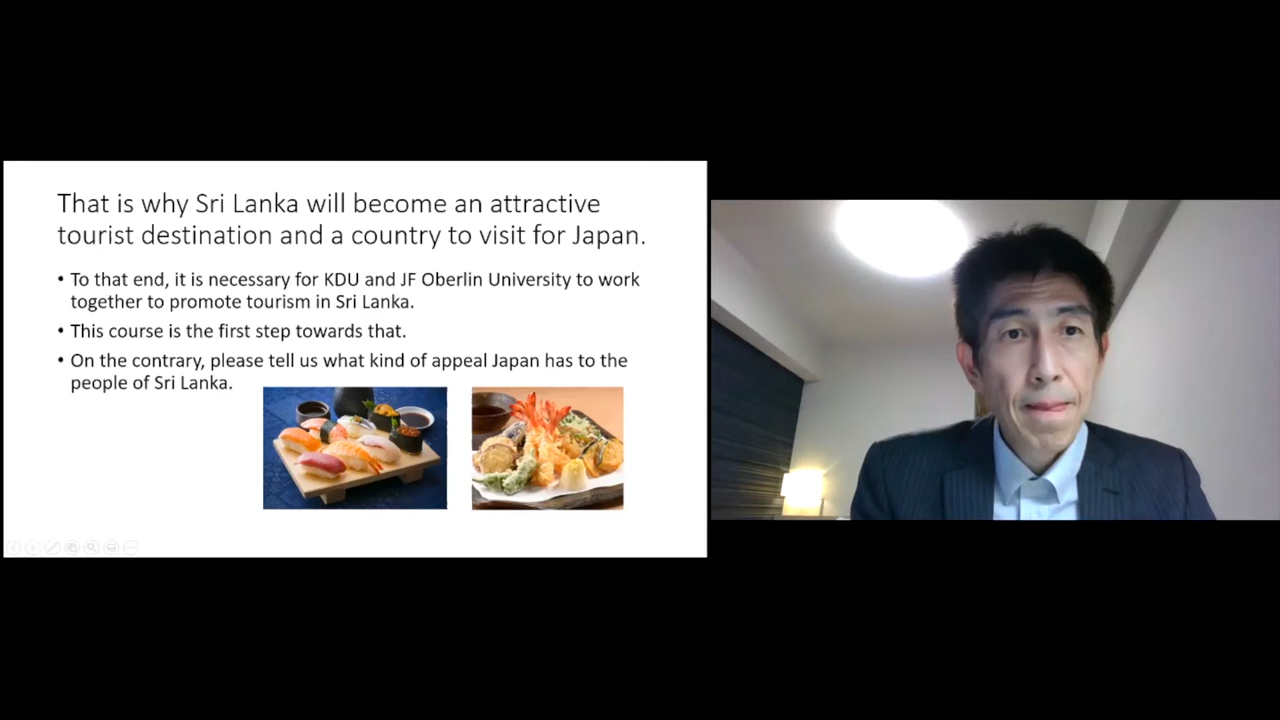 That is why Sri Lanka will become an attractive
tourist destination and a country to visit for Japan.
• To that end, it is necessary for KDU and JF Oberlin University to work
together to promote tourism in Sri Lanka.
• This course is the first step towards that.
• On the contrary, please tell us what kind of appeal Japan has to the
people of Sri Lanka.